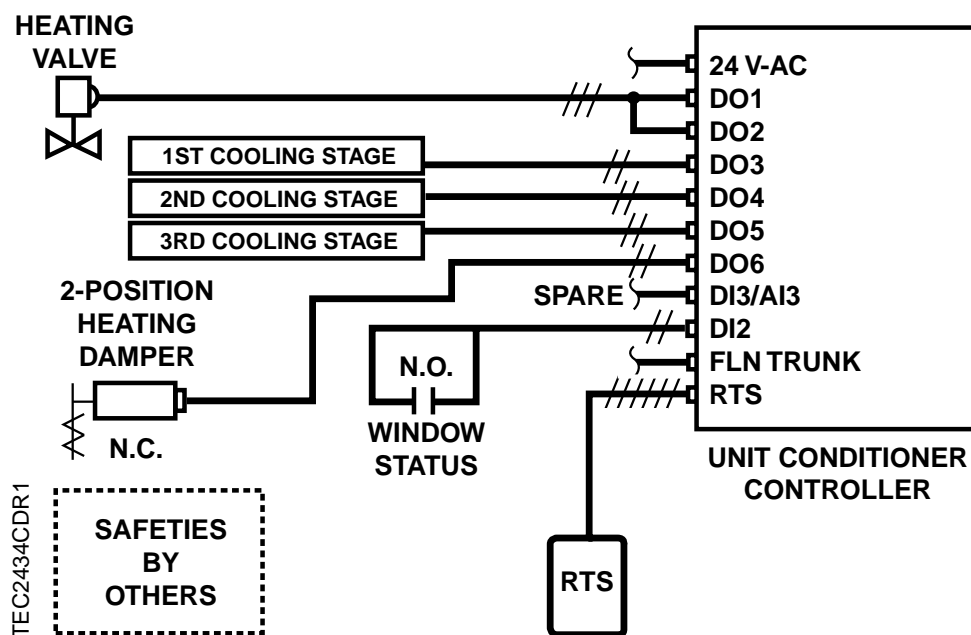 HEATING
VALVE
24 V-AC
DO1
DO2
1ST COOLING STAGE
DO3
2ND COOLING STAGE
DO4
3RD COOLING STAGE
DO5
DO6
2-POSITION
HEATING
DAMPER
N.C.
SPARE
DI3/AI3
DI2
N.O.
WINDOW
STATUS
FLN TRUNK
RTS
UNIT CONDITIONER
CONTROLLER
SAFETIES
BY
OTHERS
RTS
TEC2434CDR1